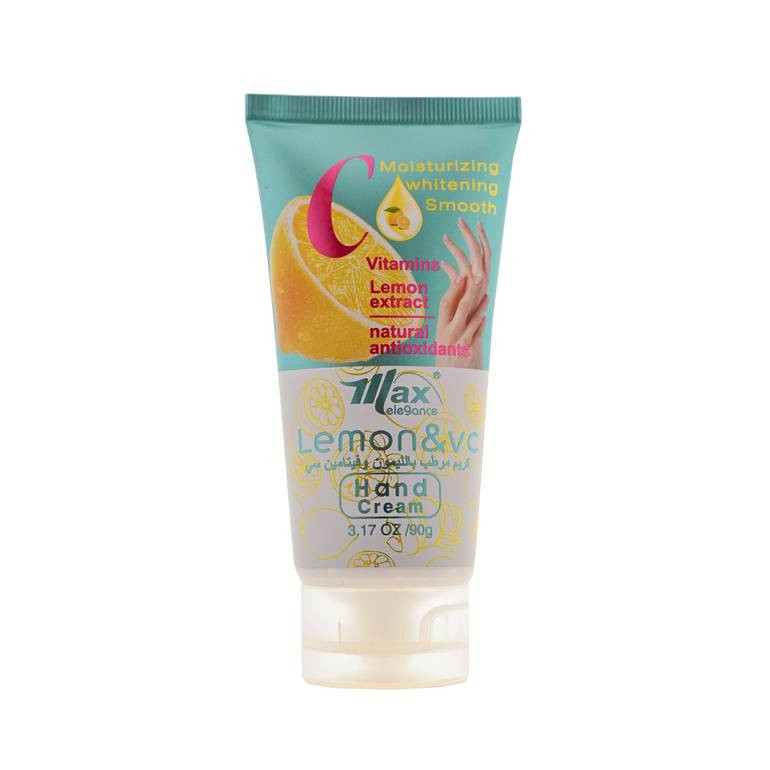 C
Moisturizing
whitening
Smooth
Vitamins
Lemon
extract
natural
antioxidants
Max®
ele9ance
Lemon&vc
كريم مرطب بالليمون وفيتامين سي
Hand
Cream
3.17 OZ /90g